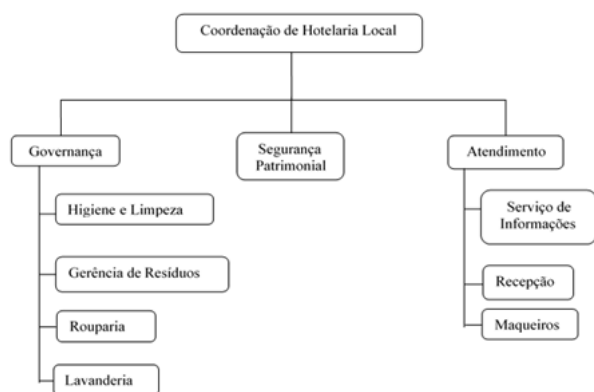 Coordenação de Hotelaria Local
Governança
Segurança
Patrimonial
Atendimento
Higiene e Limpeza
Gerência de Resíduos
Rouparia
Lavanderia
Serviço de
Informações
Recepção
Maqueiros